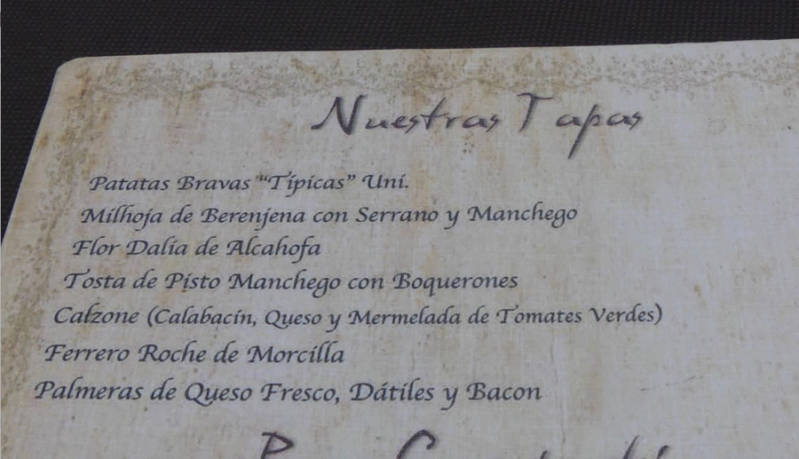 Nuestras Tapas
Patatas Bravas "Típicas" Uni.
Milhoja de Berenjena con Serrano y Manchego
Flor Dalia de Alcahofa
Tosta de Pisto Manchego con Boquerones
Calzone (Calabacín, Queso y Mermelada de Tomates Verdes)
Ferrero Roche de Morcilla
Palmeras de Queso Fresco, Dátiles y Bacon